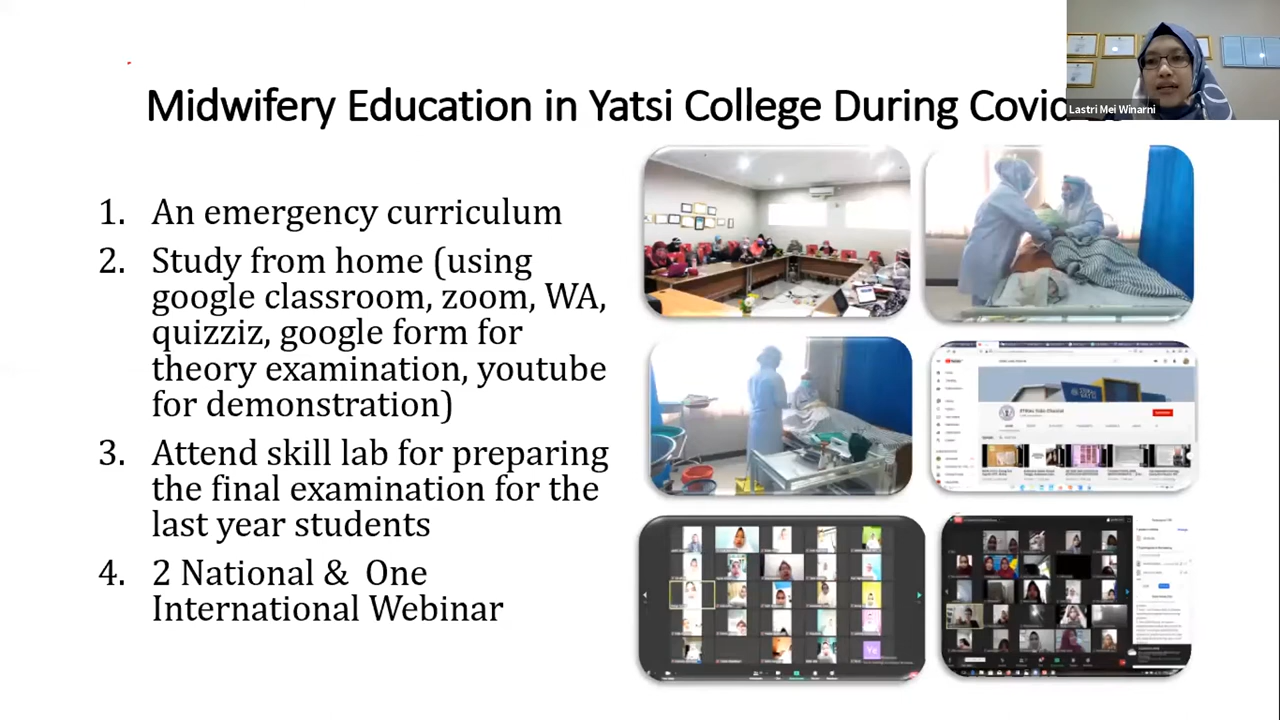 Lastri Mei Winarni
Midwifery Education in Yatsi College During Covid
1. An emergency curriculum
2. Study from home (using
google classroom, zoom, WA,
quizziz, google form for
theory examination, youtube
for demonstration)
3. Attend skill lab for preparing
the final examination for the
last year students
4. 2 National & One
International Webinar
Ye